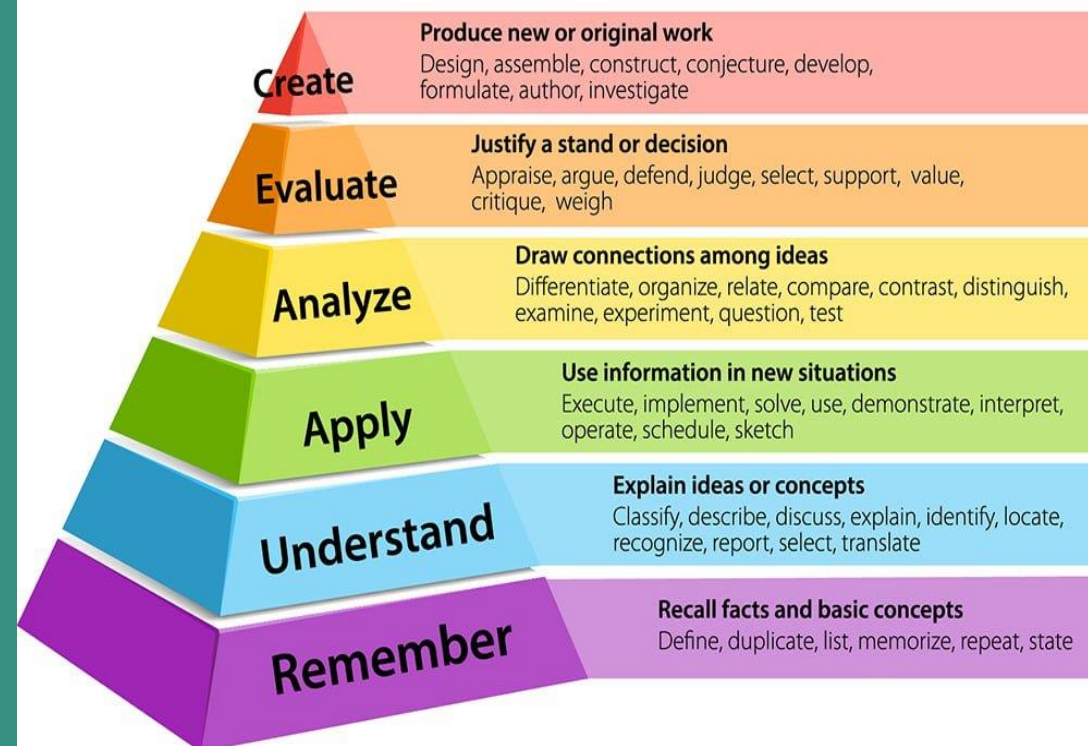 Create
Produce new or original work
Design, assemble, construct, conjecture, develop,
formulate, author, investigate
Evaluate
Justify a stand or decision
Appraise, argue, defend, judge, select, support, value,
critique, weigh
Analyze
Draw connections among ideas
Differentiate, organize, relate, compare, contrast, distinguish,
examine, experiment, question, test
Apply
Use information in new situations
Execute, implement, solve, use, demonstrate, interpret,
operate, schedule, sketch
Understand
Explain ideas or concepts
Classify, describe, discuss, explain, identify, locate,
recognize, report, select, translate
Remember
Recall facts and basic concepts
Define, duplicate, list, memorize, repeat, state